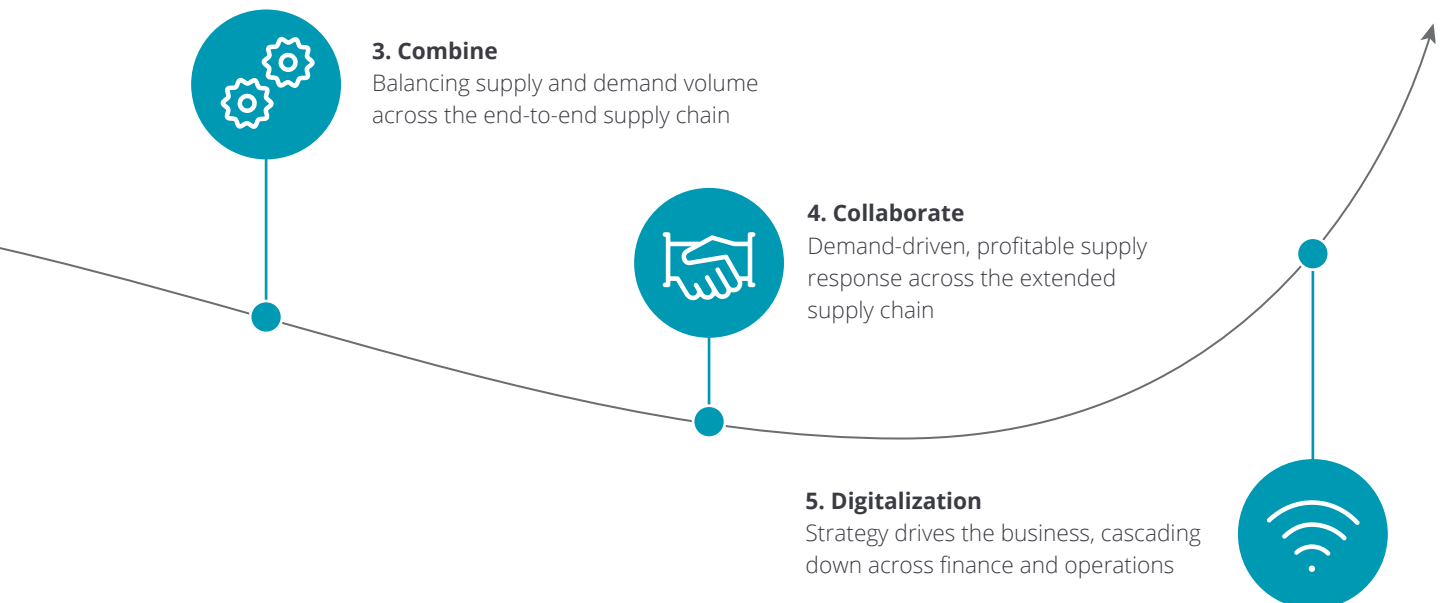 3. Combine
Balancing supply and demand volume
across the end-to-end supply chain
4. Collaborate
Demand-driven, profitable supply
response across the extended
supply chain
5. Digitalization
Strategy drives the business, cascading
down across finance and operations